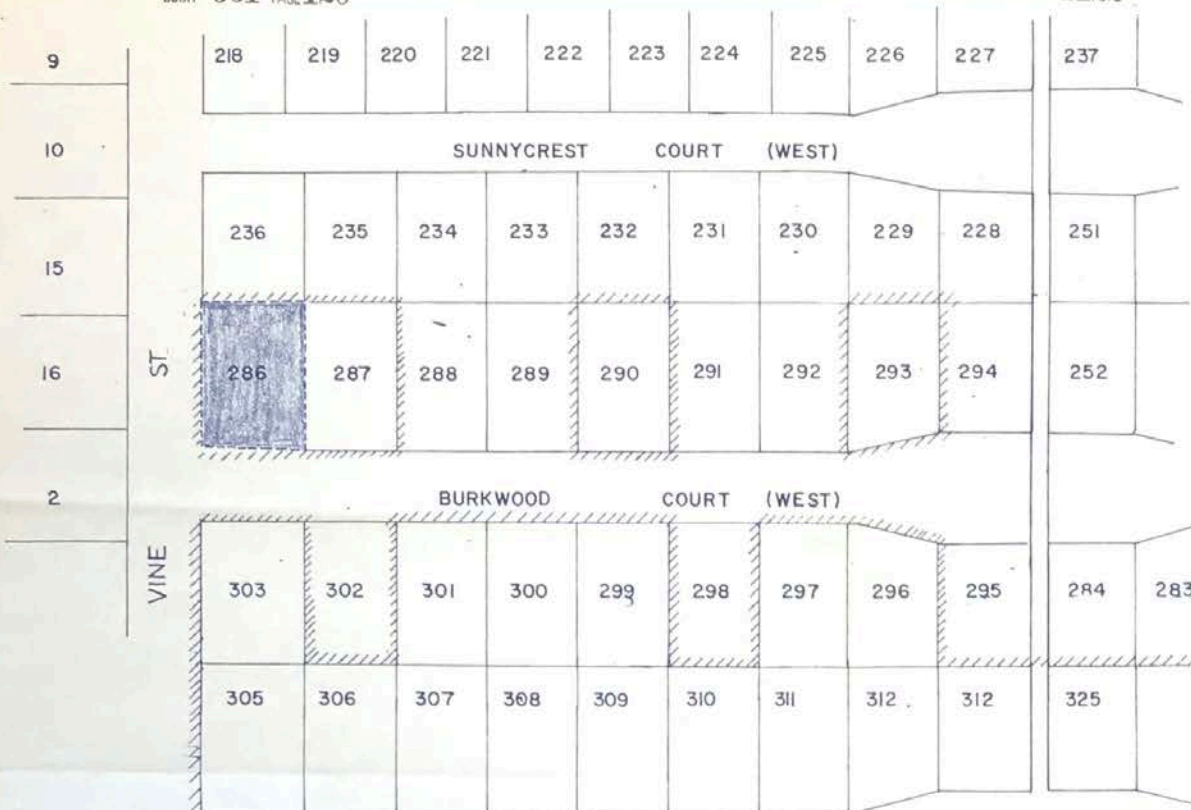 9 218 219 220 221 222 223 224 225 226 227 237
10 SUNNYCREST COURT (WEST)
15 236 235 234 233 232 231 230 229 228 251
16 ST. 286 287 288 289 290 291 292 293 294 252
2 BURKWOOD COURT (WEST)
VINE 303 302 301 300 299 298 297 296 295 284 283
305 306 307 308 309 310 311 312 312 325